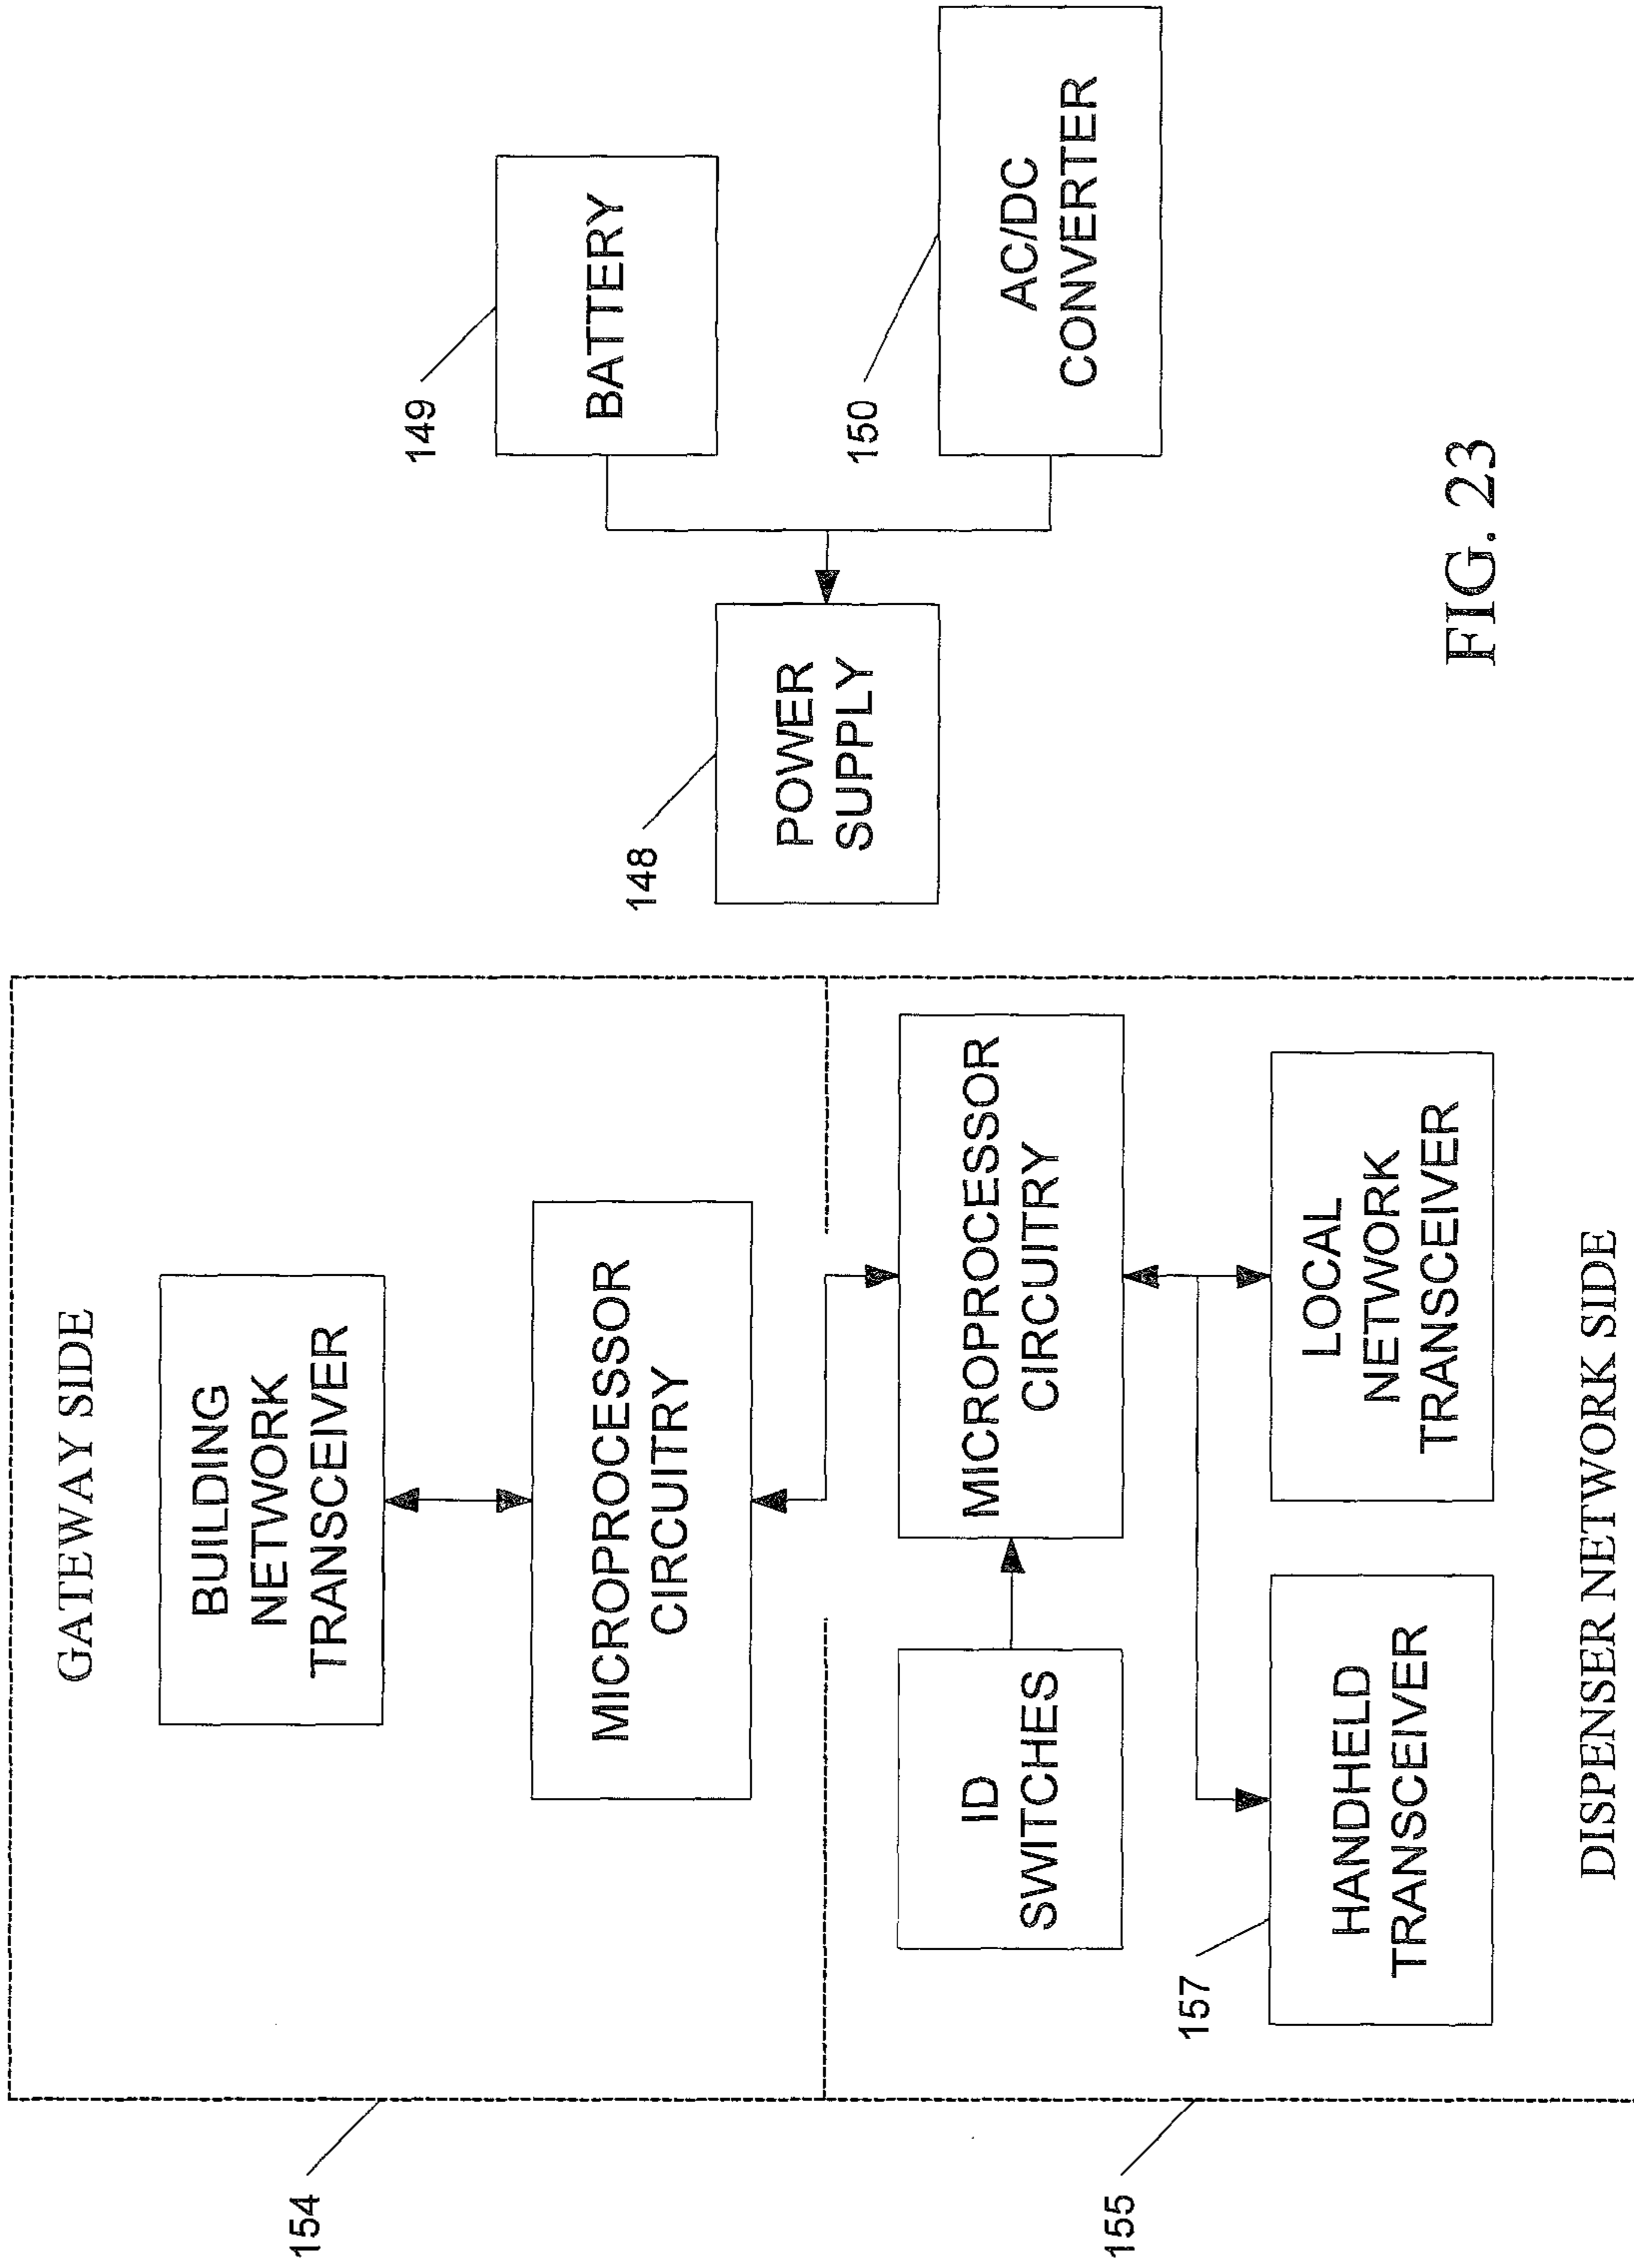 GATEWAY SIDE
154
BUILDING
NETWORK
TRANSCEIVER
MICROPROCESSOR
CIRCUITRY
155
ID
SWITCHES
MICROPROCESSOR
CIRCUITRY
157
HANDHELD
TRANSCEIVER
LOCAL
NETWORK
TRANSCEIVER
DISPENSER NETWORK SIDE
148
POWER
SUPPLY
149
BATTERY
150
AC/DC
CONVERTER
FIG. 23